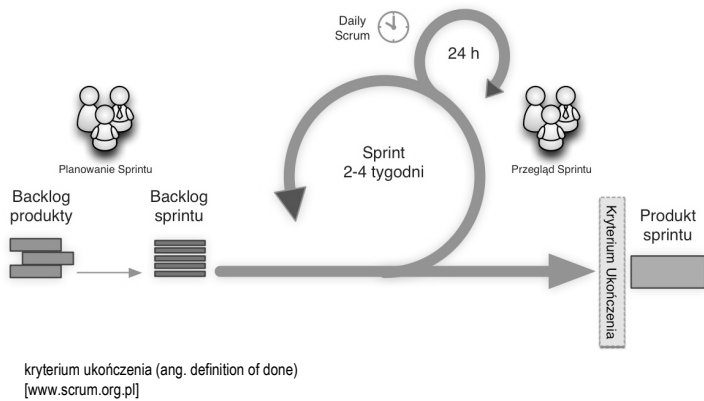 Daily
Scrum
24 h
Planowanie Sprintu
Sprint
2-4 tygodni
Przegląd Sprintu
Backlog
produkty
Backlog
sprintu
Kryterium Ukończenia
Produkt
sprintu
kryterium ukończenia (ang. definition of done)
[www.scrum.org.pl]